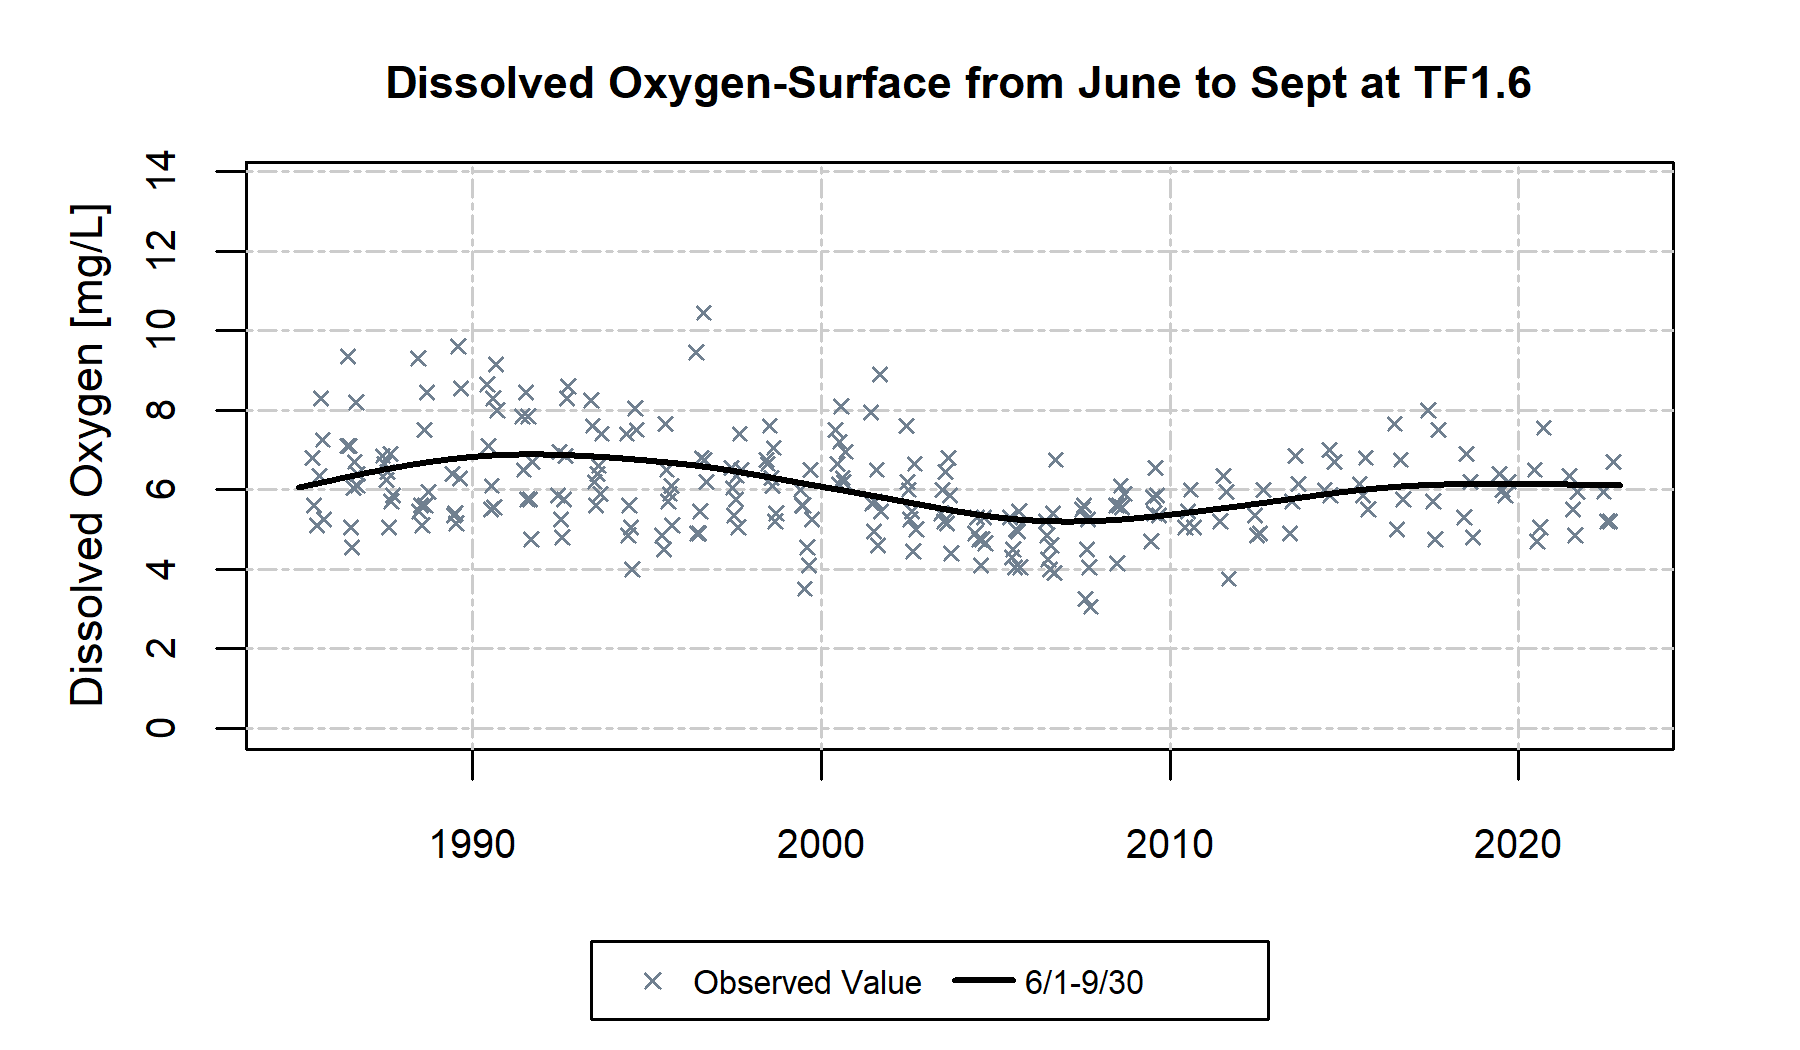 Dissolved Oxygen-Surface from June to Sept at TF1.6
Dissolved Oxygen [mg/L]
14
12
10
8
6
4
2
0
1990 2000 2010 2020
Observed Value 6/1-9/30